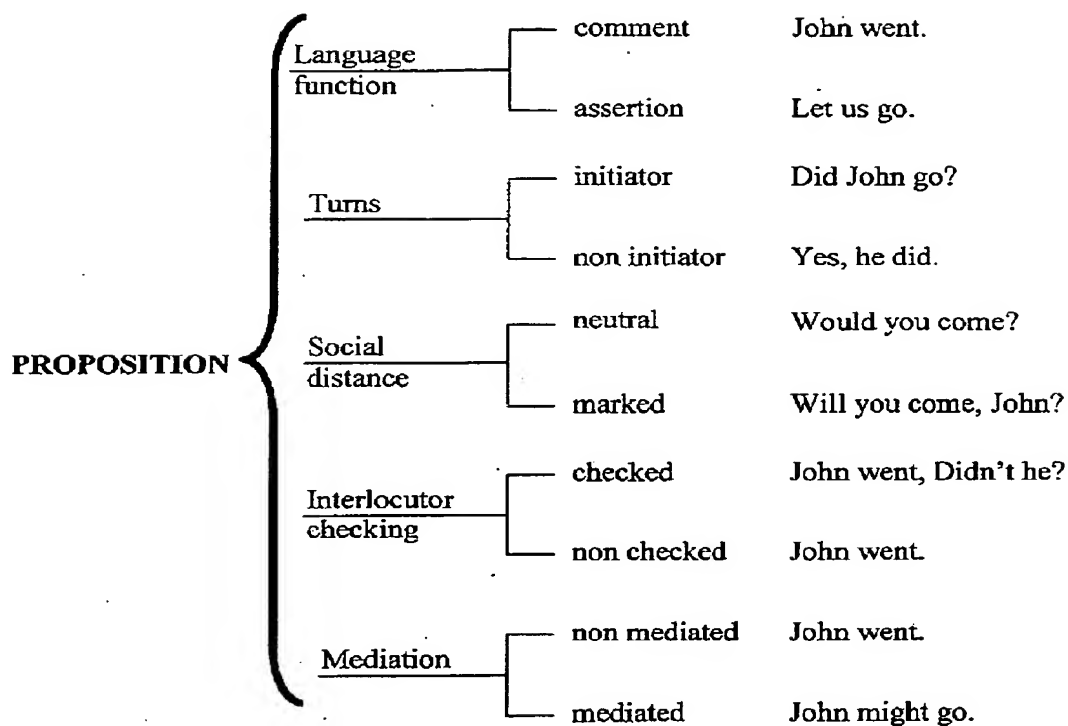 comment John went.
Language
function
assertion Let us go.
initiator Did John go?
Turns
non initiator Yes, he did.
neutral Would you come?
Social
distance
PROPOSITION
marked Will you come, John?
checked John went, Didn't he?
Interlocutor
checking
non checked John went.
non mediated John went.
Mediation
mediated John might go.